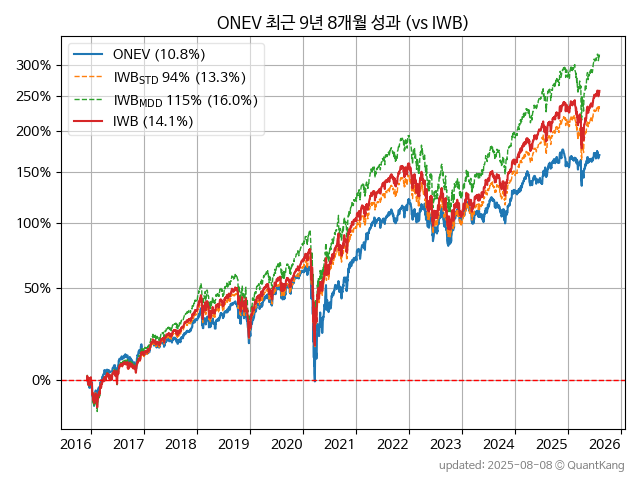 ONEV 최근 9년 8개월 성과 (vs IWB)
ONEV (10.8%)
IWB_STD 94% (13.3%)
IWB_MDD 115% (16.0%)
IWB (14.1%)
300%
250%
200%
150%
100%
50%
0%
2016 2017 2018 2019 2020 2021 2022 2023 2024 2025 2026
updated: 2025-08-08 © QuantKang